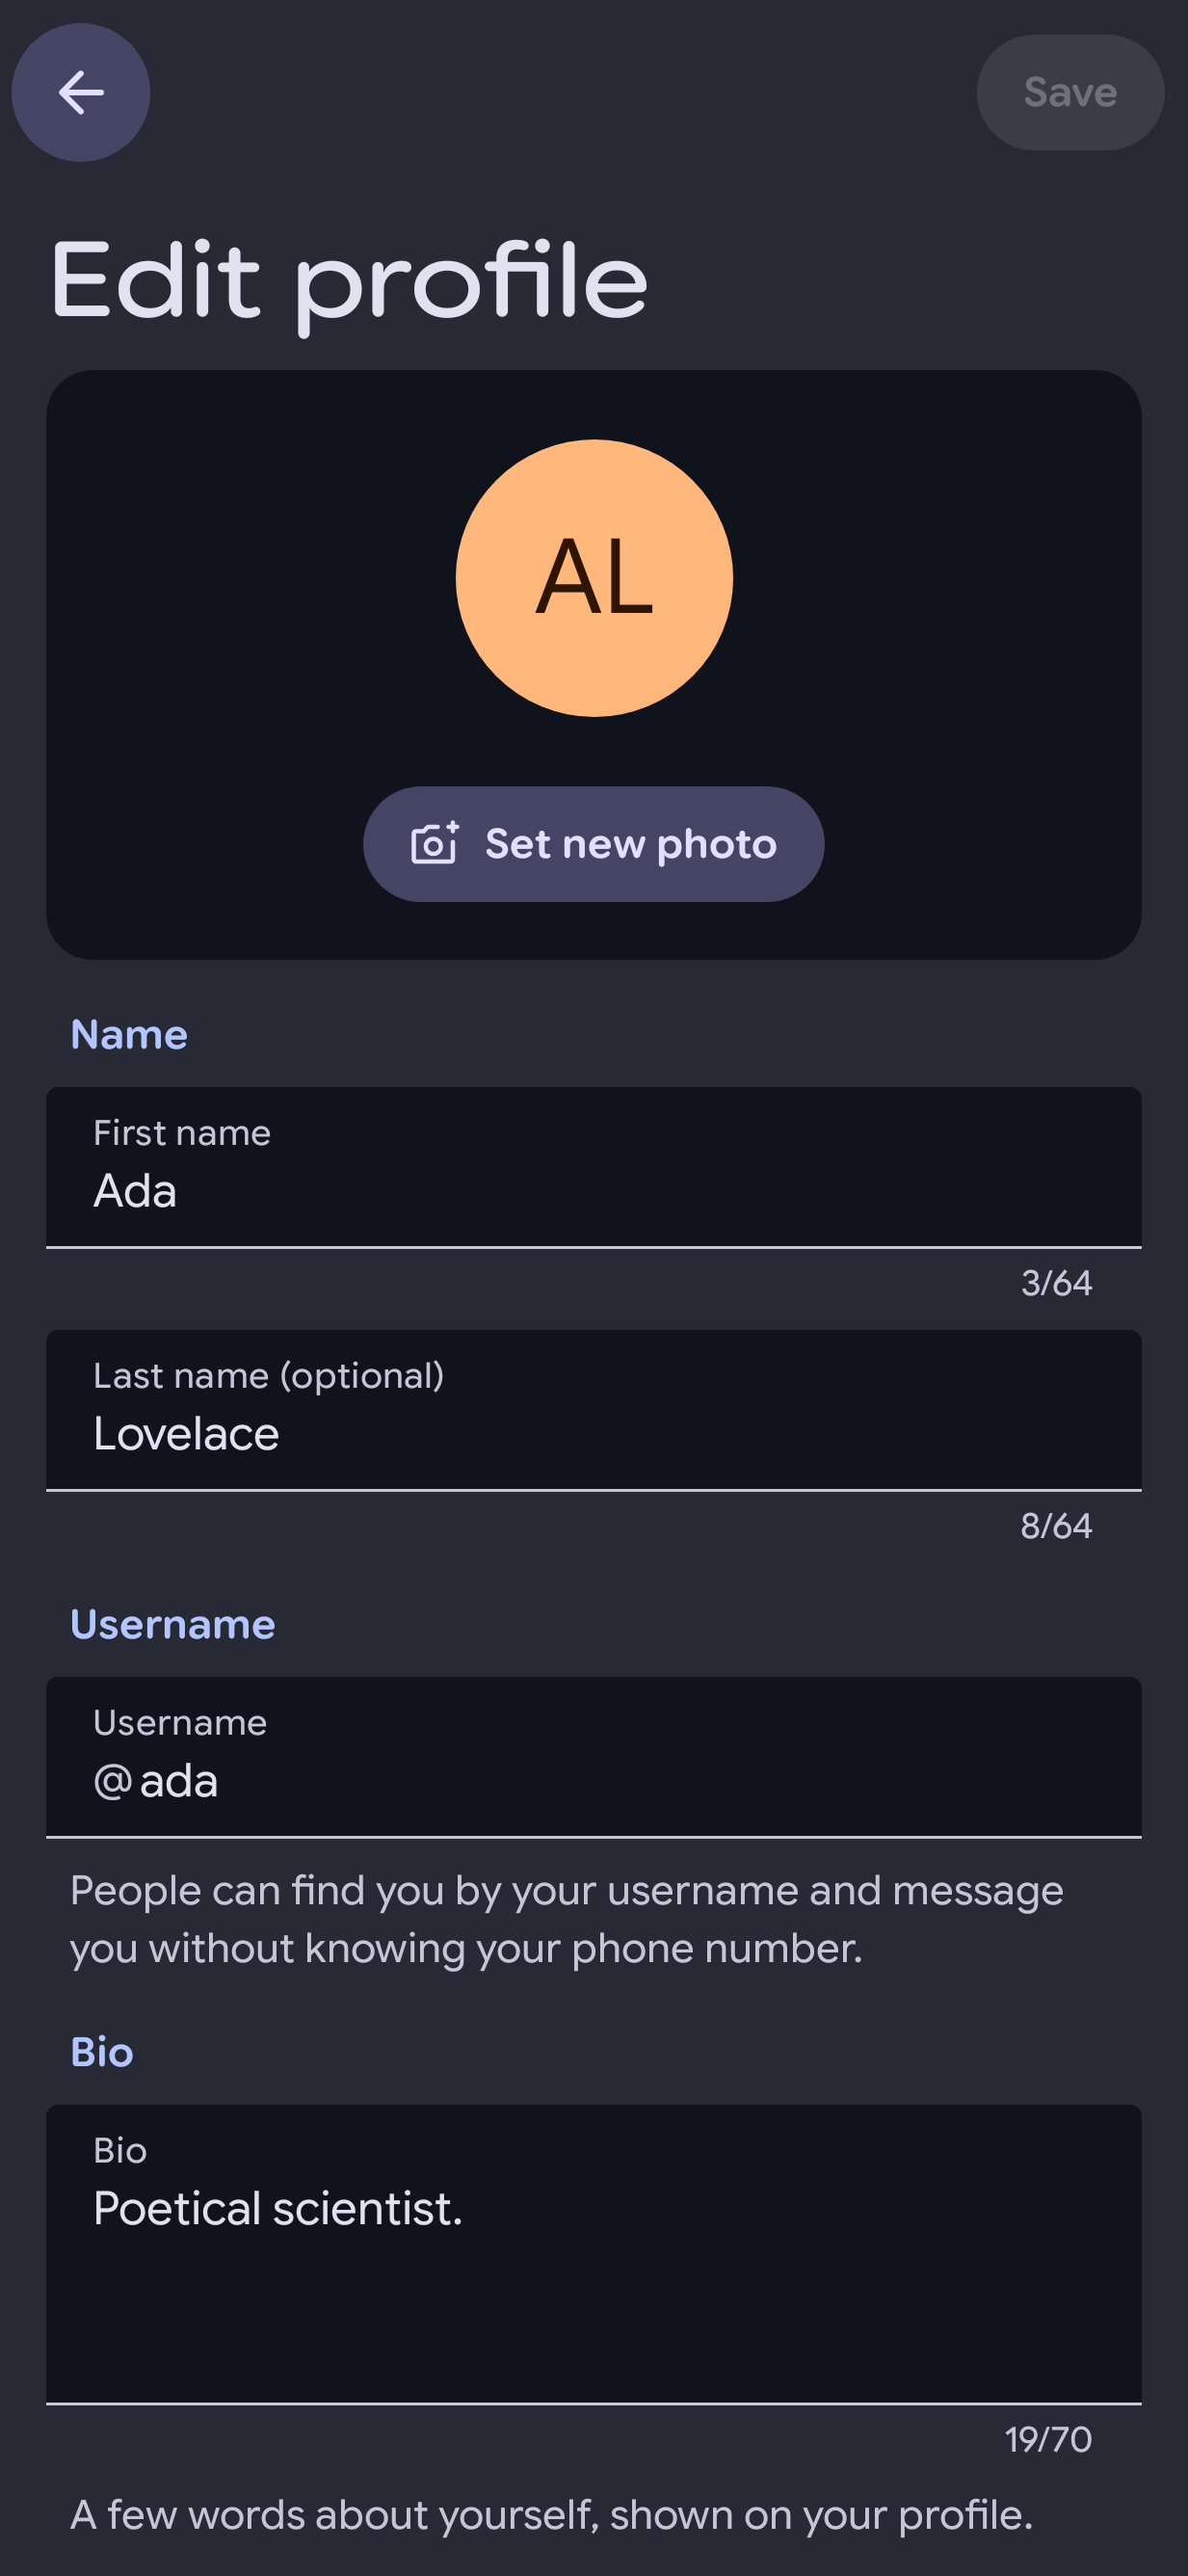 Save
Edit profile
AL
Set new photo
Name
First name
Ada
3/64
Last name (optional)
Lovelace
8/64
Username
Username
@ada
People can find you by your username and message
you without knowing your phone number.
Bio
Bio
Poetical scientist.
19/70
A few words about yourself, shown on your profile.